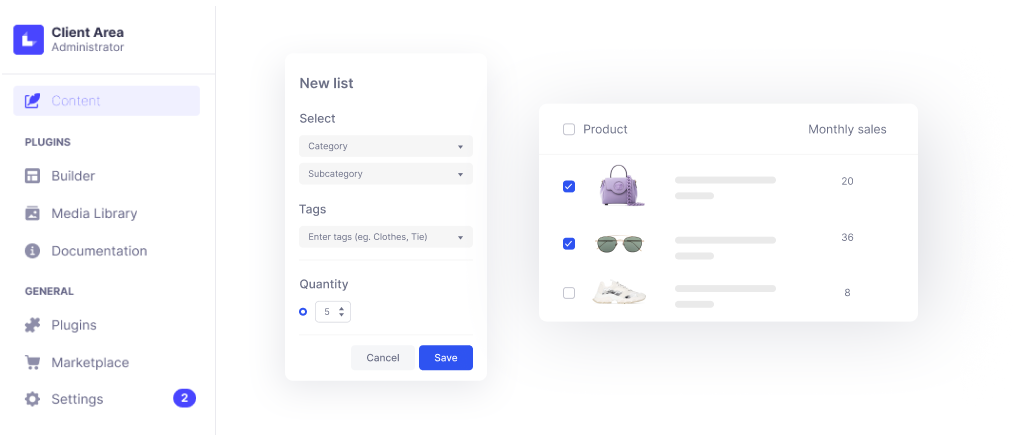 Client Area
Administrator
Content
PLUGINS
Builder
Media Library
Documentation
GENERAL
Plugins
Marketplace
Settings 2
New list
Select
Category
Subcategory
Tags
Enter tags (eg. Clothes, Tie)
Quantity
5
Cancel Save
Product Monthly sales
20
36
8